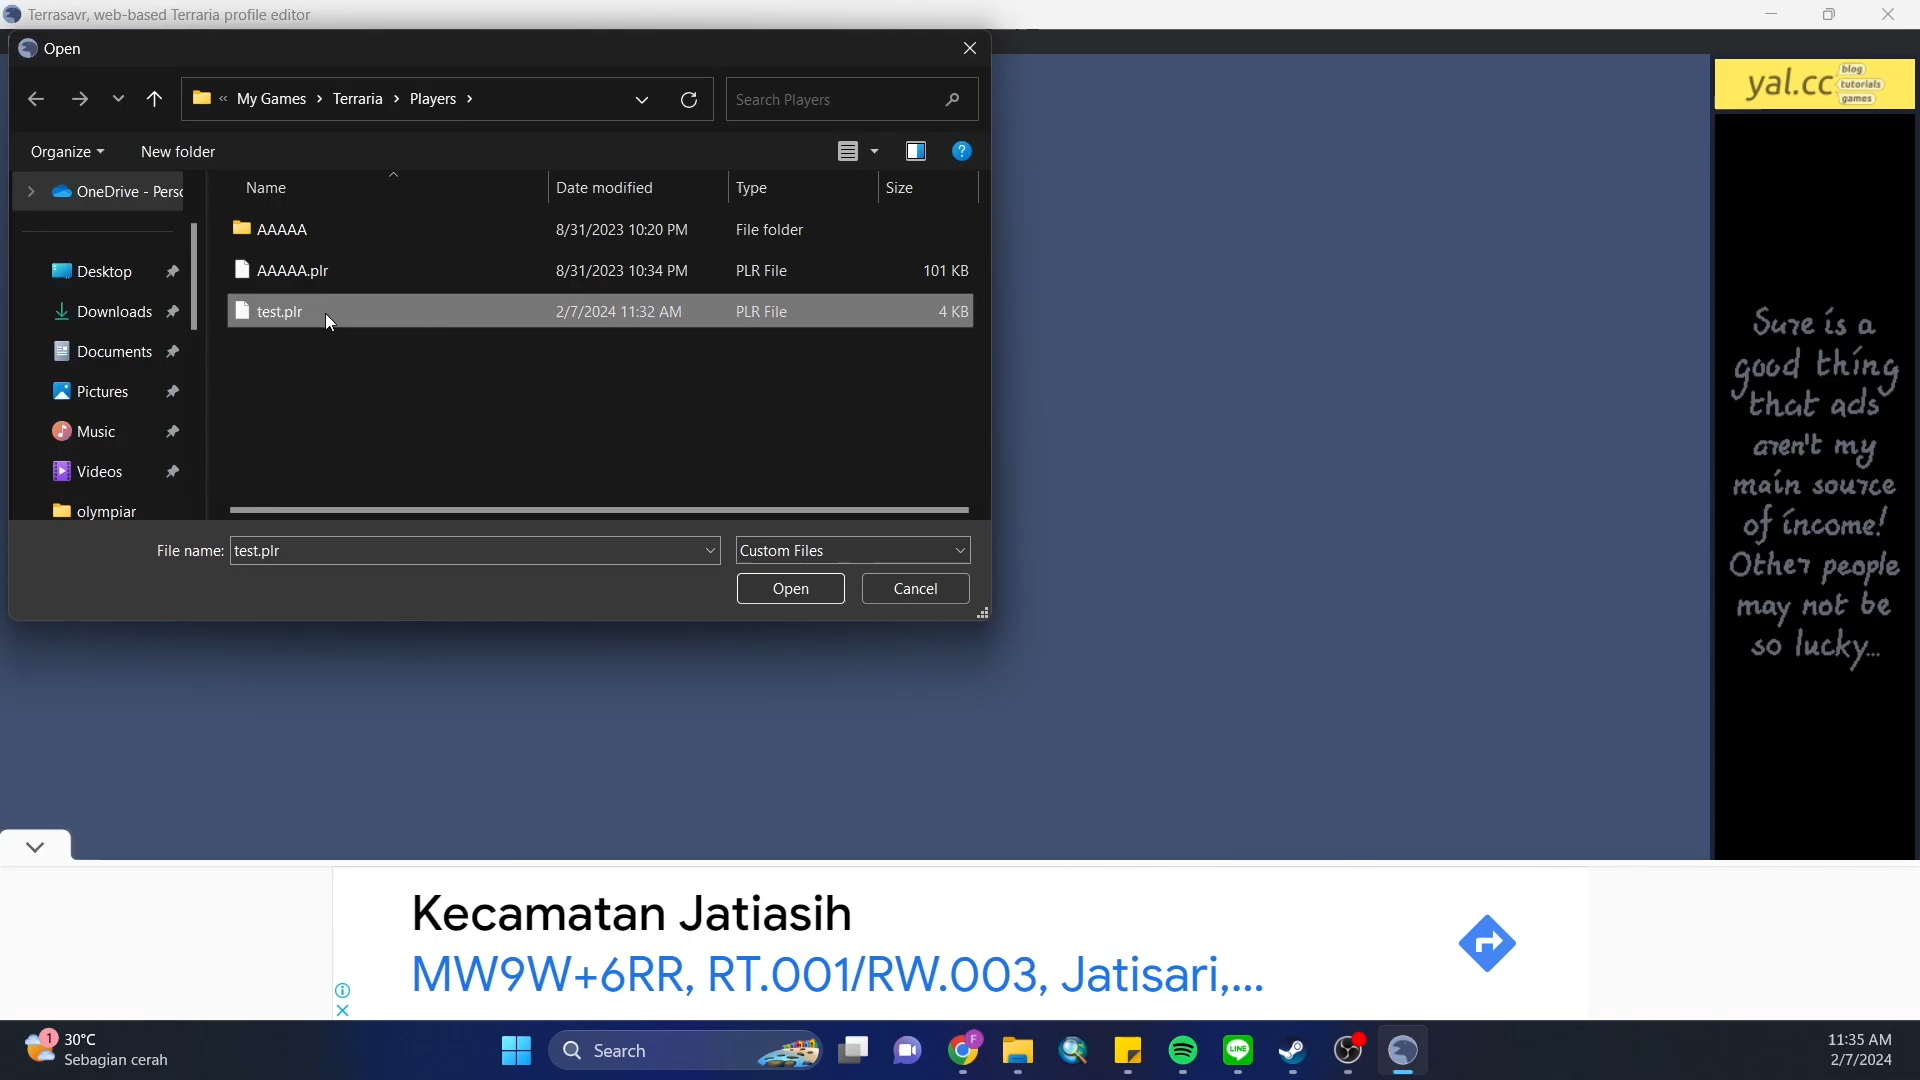 Terrasavr, web-based Terraria profile editor
Open
« My Games > Terraria > Players >
Search Players
Organize
New folder
OneDrive - Perso
Name
Date modified
Type
Size
AAAAA
8/31/2023 10:20 PM
File folder
AAAAA.plr
8/31/2023 10:34 PM
PLR File
101 KB
test.plr
2/7/2024 11:32 AM
PLR File
4 KB
Desktop
Downloads
Documents
Pictures
Music
Videos
olympiar
File name:
test.plr
Custom Files
Open
Cancel
yal.cc
blog
tutorials
games
Sure is a
good thing
that ads
aren't my
main source
of income!
Other people
may not be
so lucky...
Kecamatan Jatiasih
MW9W+6RR, RT.001/RW.003, Jatisari,...
1
30°C
Sebagian cerah
Search
F
LINE
11:35 AM
2/7/2024